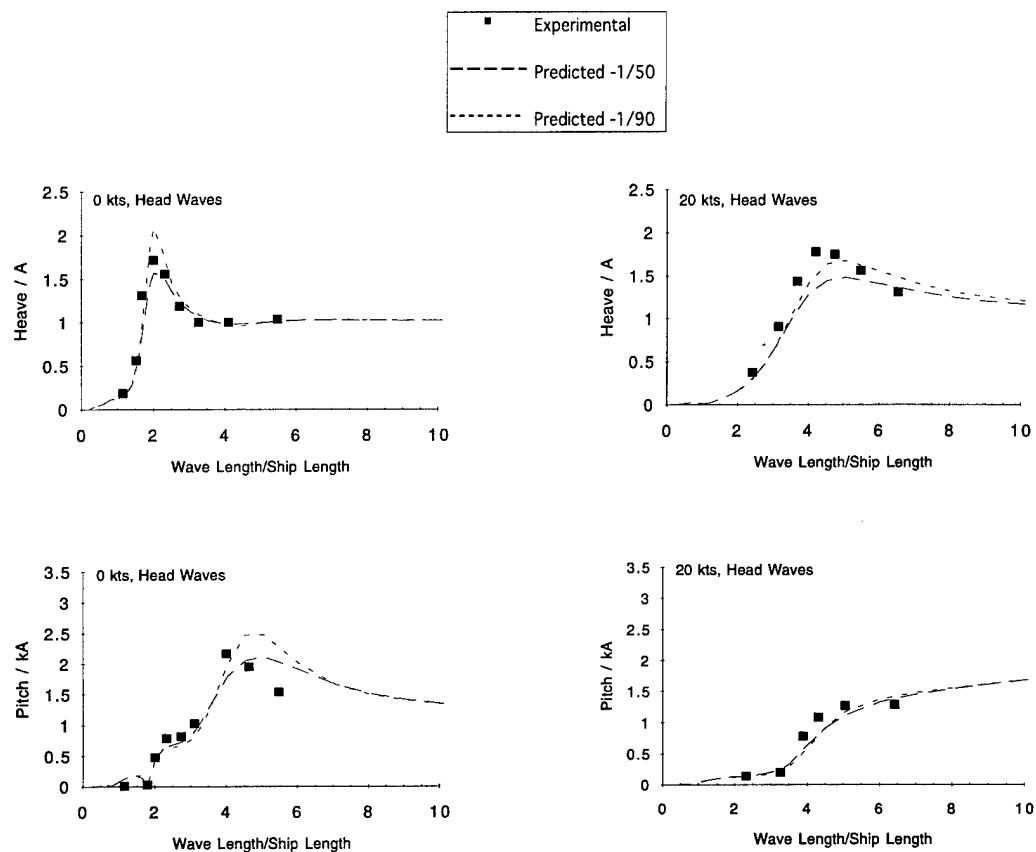 Experimental
Predicted -1/50
Predicted -1/90
0 kts, Head Waves
Heave / A
2.5
2
1.5
1
0.5
0
0 2 4 6 8 10
Wave Length/Ship Length
20 kts, Head Waves
Heave / A
2.5
2
1.5
1
0.5
0
0 2 4 6 8 10
Wave Length/Ship Length
0 kts, Head Waves
Pitch / kA
3.5
3
2.5
2
1.5
1
0.5
0
0 2 4 6 8 10
Wave Length/Ship Length
20 kts, Head Waves
Pitch / kA
3.5
3
2.5
2
1.5
1
0.5
0
0 2 4 6 8 10
Wave Length/Ship Length